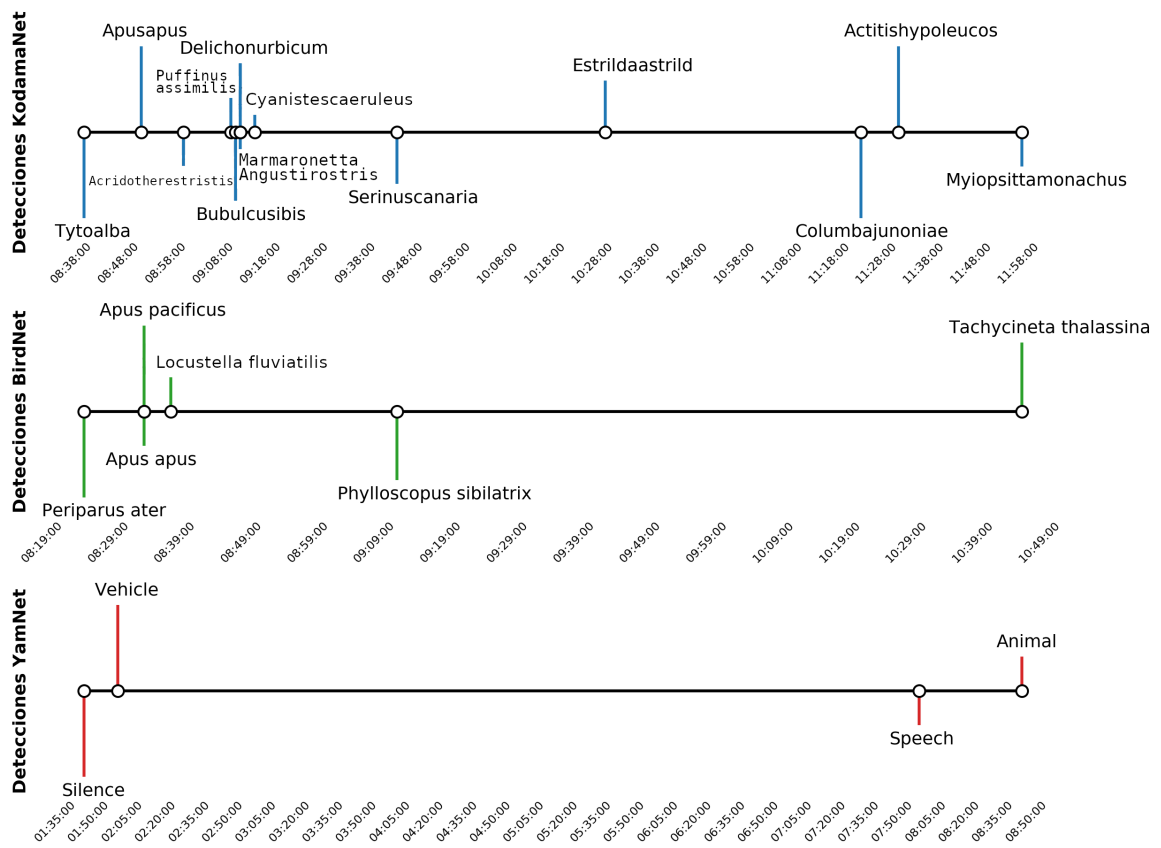 Detecciones KodamaNet
Apusapus
Delichonurbicum
Actitishypoleucos
Estrildaastrild
Puffinus
assimilis
Cyanistescaeruleus
Marmaronetta
Angustirostris
Acridotherestristis
Myiopsittamonachus
Serinuscanaria
Bubulcusibis
Tytoalba
Columbajunoniae
08:38:00 08:48:00 08:58:00 09:08:00 09:18:00 09:28:00 09:38:00 09:48:00 09:58:00 10:08:00 10:18:00 10:28:00 10:38:00 10:48:00 10:58:00 11:08:00 11:18:00 11:28:00 11:38:00 11:48:00 11:58:00
Detecciones BirdNet
Apus pacificus
Tachycineta thalassina
Locustella fluviatilis
Apus apus
Phylloscopus sibilatrix
Periparus ater
08:19:00 08:29:00 08:39:00 08:49:00 08:59:00 09:09:00 09:19:00 09:29:00 09:39:00 09:49:00 09:59:00 10:09:00 10:19:00 10:29:00 10:39:00 10:49:00
Detecciones YamNet
Vehicle
Animal
Speech
Silence
01:35:00 01:50:00 02:05:00 02:20:00 02:35:00 02:50:00 03:05:00 03:20:00 03:35:00 03:50:00 04:05:00 04:20:00 04:35:00 04:50:00 05:05:00 05:20:00 05:35:00 05:50:00 06:05:00 06:20:00 06:35:00 06:50:00 07:05:00 07:20:00 07:35:00 07:50:00 08:05:00 08:20:00 08:35:00 08:50:00